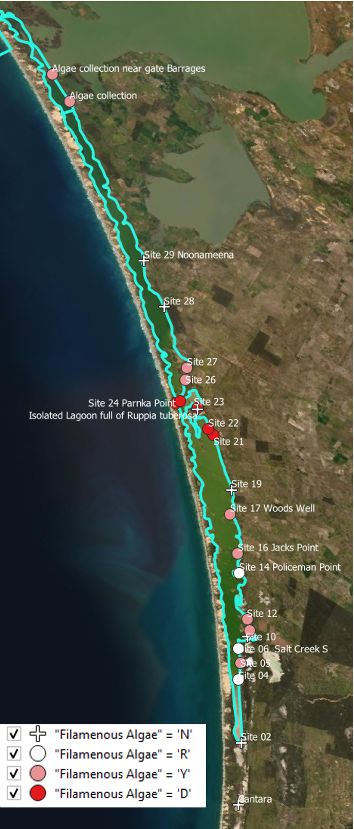 Algae collection near gate Barrages
Algae collection
Site 29 Noonameena
Site 28
Site 27
Site 26
Site 24 Parnka Point
Site 23
Isolated Lagoon full of Ruppia tuberosa
Site 22
Site 21
Site 19
Site 17 Woods Well
Site 16 Jacks Point
Site 14 Policeman Point
Site 12
Site 10
Site 06 Salt Creek S
Site 05
Site 04
Site 02
Cantara
"Filamenous Algae" = 'N'
"Filamenous Algae" = 'R'
"Filamenous Algae" = 'Y'
"Filamenous Algae" = 'D'